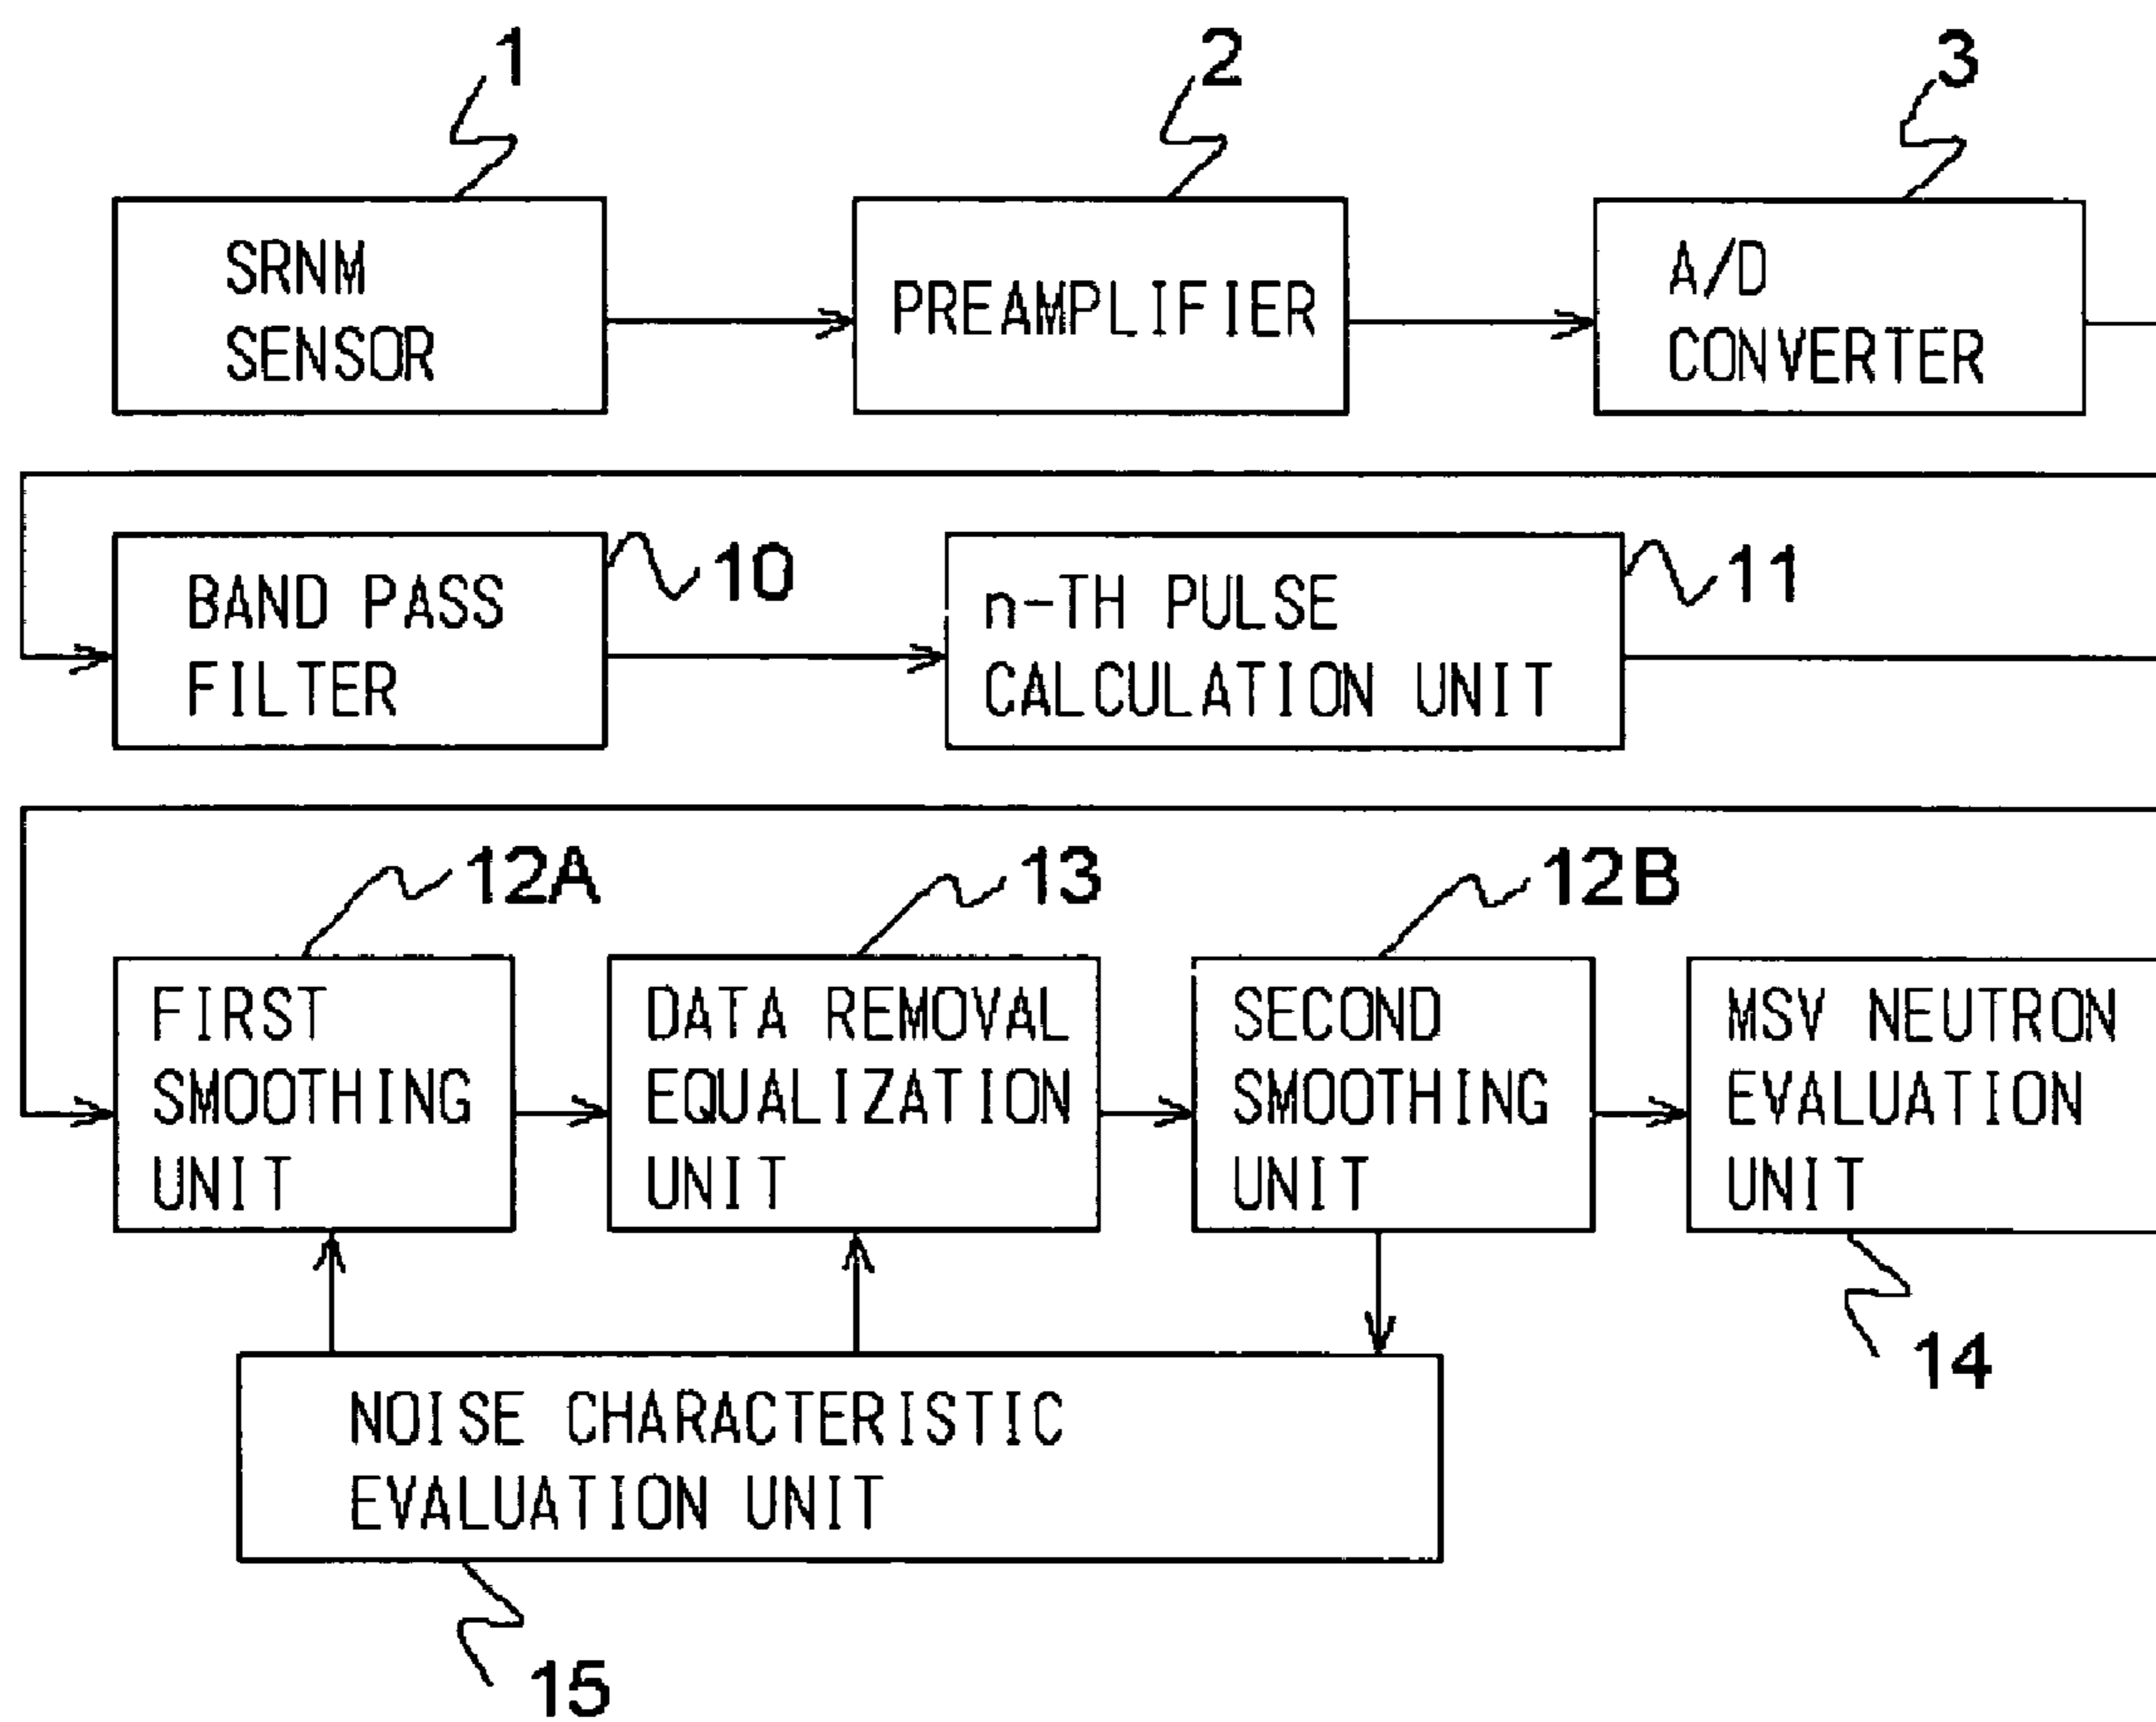 1
2
3
SRNM
SENSOR
PREAMPLIFIER
A/D
CONVERTER
BAND PASS
FILTER
10
n-TH PULSE
CALCULATION UNIT
11
12A
13
12B
FIRST
SMOOTHING
UNIT
DATA REMOVAL
EQUALIZATION
UNIT
SECOND
SMOOTHING
UNIT
MSV NEUTRON
EVALUATION
UNIT
14
NOISE CHARACTERISTIC
EVALUATION UNIT
15